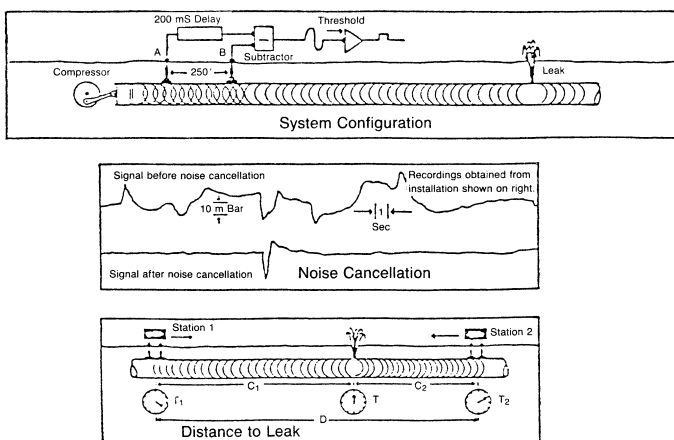 200 mS Delay
Threshold
A
B
Subtractor
Compressor
250'
Leak
System Configuration
Signal before noise cancellation
Recordings obtained from
installation shown on right.
10 m Bar
1
Sec
Signal after noise cancellation
Noise Cancellation
Station 1
Station 2
C₁
C₂
T₁
T
T₂
D
Distance to Leak